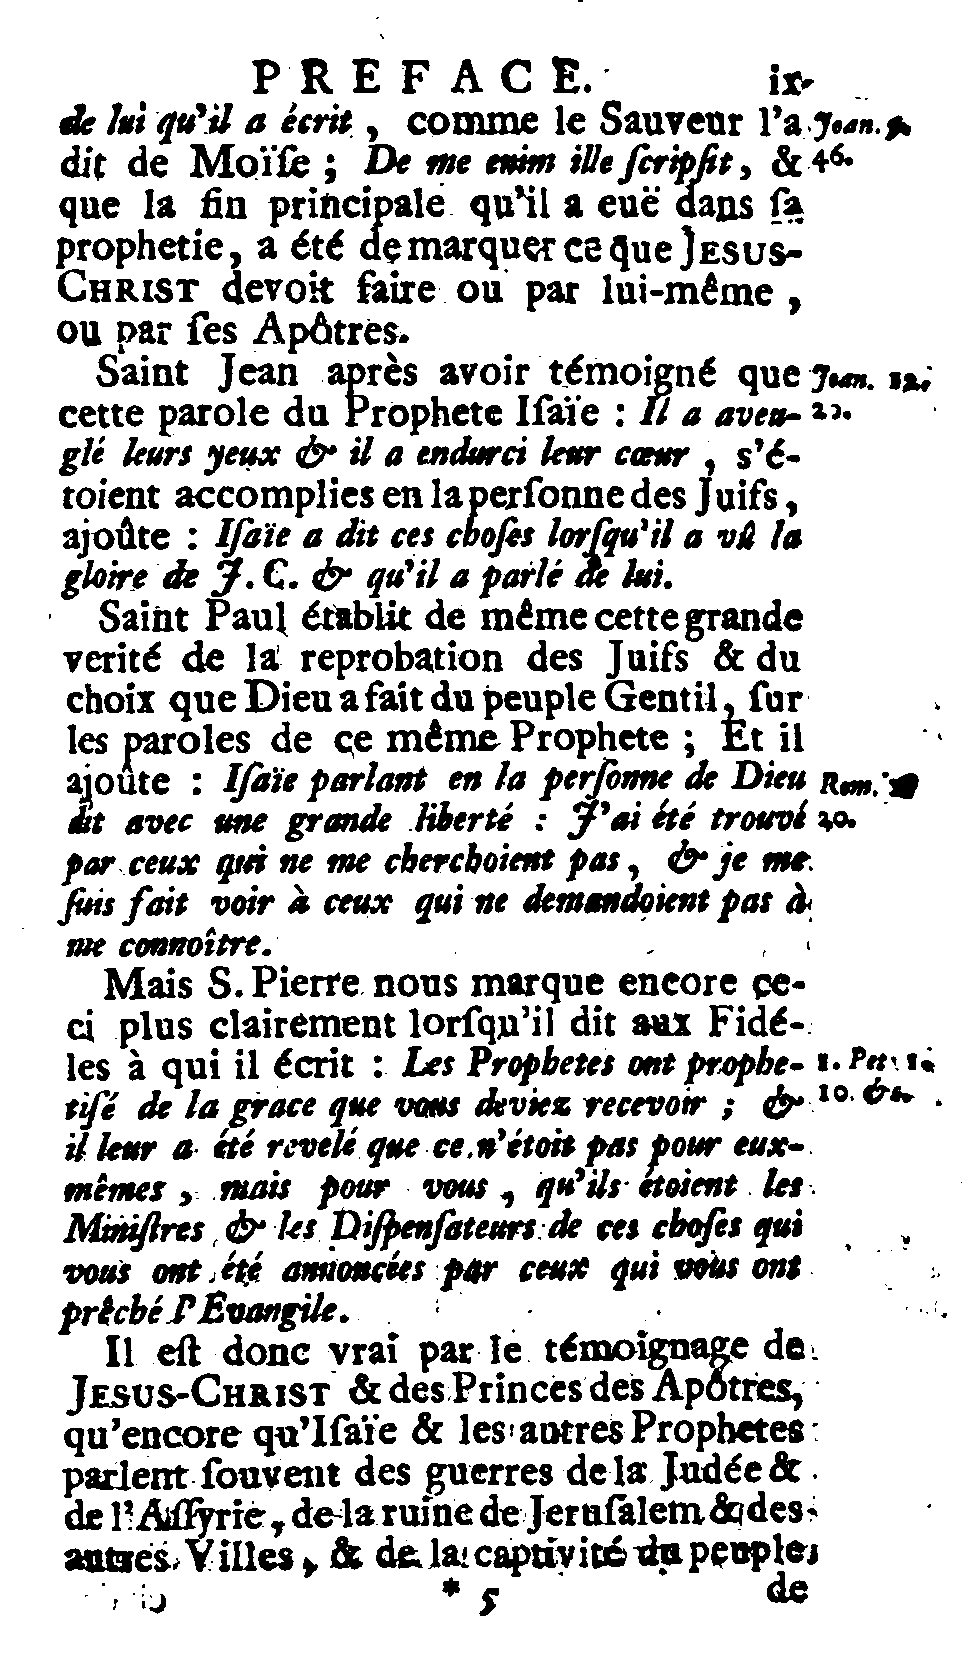 PREFACE. ix
de lui qu'il a écrit, comme le Sauveur l'a
dit de Moïſe ; De me enim ille ſcripſit, &
que la fin principale qu'il a euë dans ſa
prophetie, a été de marquer ce que JESUS-
CHRIST devoit faire ou par lui-même,
ou par ſes Apôtres.
Saint Jean après avoir témoigné que
cette parole du Prophete Iſaïe : Il a aveu-
glé leurs yeux & il a endurci leur cœur, s'é-
toient accomplies en la perſonne des Juifs,
ajoûte : Iſaïe a dit ces choſes lorſqu'il a vû la
gloire de J. C. & qu'il a parlé de lui.
Saint Paul établit de même cette grande
verité de la reprobation des Juifs & du
choix que Dieu a fait du peuple Gentil, ſur
les paroles de ce même Prophete ; Et il
ajoûte : Iſaïe parlant en la perſonne de Dieu
dit avec une grande liberté : J'ai été trouvé
par ceux qui ne me cherchoient pas, & je me
ſuis fait voir à ceux qui ne demandoient pas à
me connoître.
Mais S. Pierre nous marque encore ce-
ci plus clairement lorſqu'il dit aux Fidé-
les à qui il écrit : Les Prophetes ont prophe-
tiſé de la grace que vous deviez recevoir ; &
il leur a été revelé que ce n'étoit pas pour eux-
mêmes, mais pour vous, qu'ils étoient les
Miniſtres & les Diſpenſateurs de ces choſes qui
vous ont été annoncées par ceux qui vous ont
prêché l'Evangile.
Il eſt donc vrai par le témoignage de
JESUS-CHRIST & des Princes des Apôtres,
qu'encore qu'Iſaïe & les autres Prophetes
parlent ſouvent des guerres de la Judée &
de l'Aſſyrie, de la ruine de Jeruſalem & des
autres Villes, & de la captivité du peuple
* 5 de
Joan.
46.
Joan. 12.
Rom.
20.
1. Pet. 1.
10. &c.